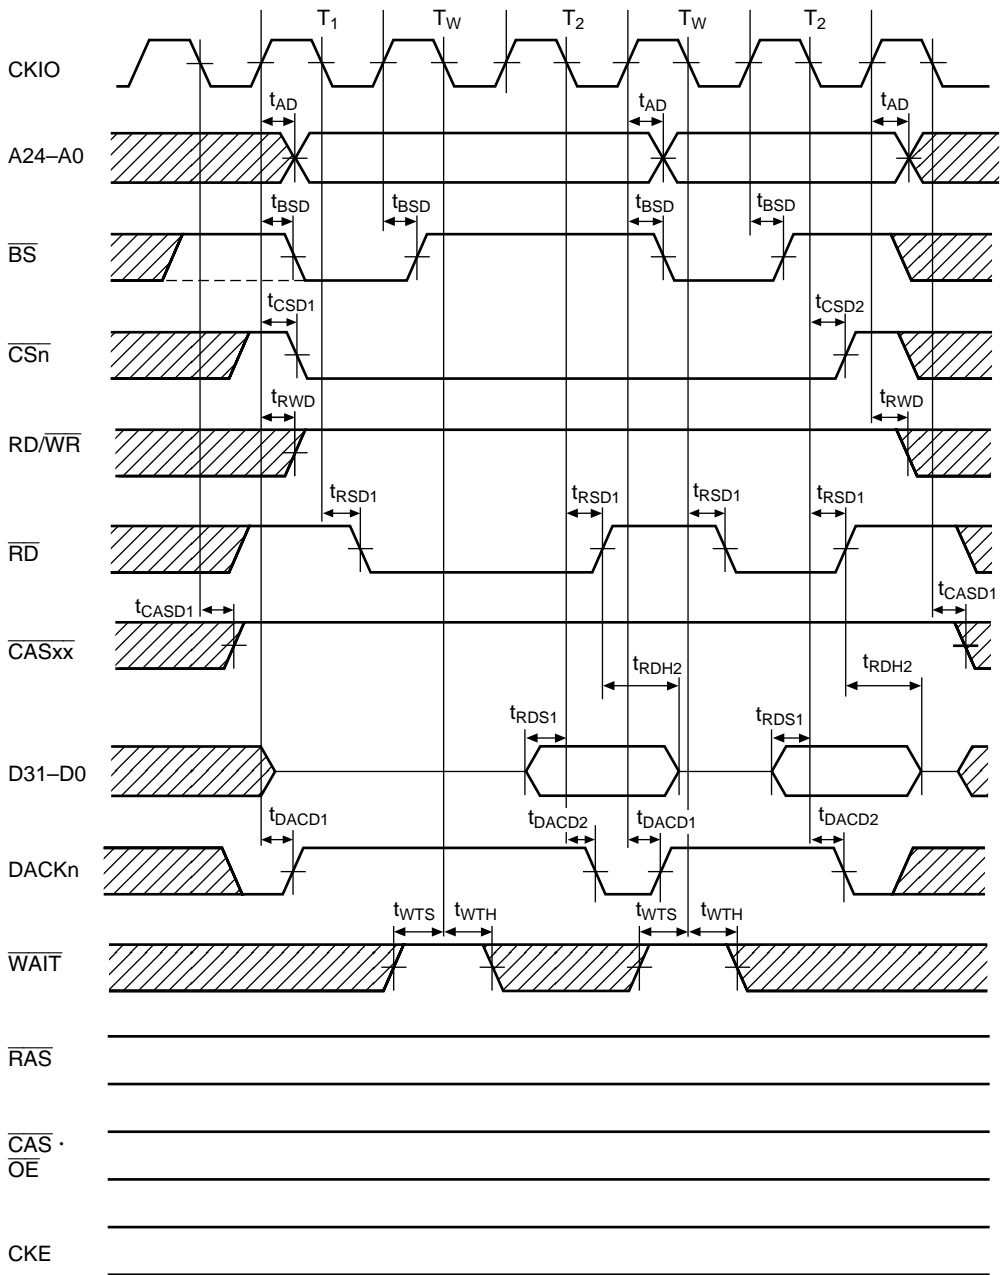 T1 TW T2 TW T2
CKIO
tAD tAD tAD
A24–A0
tBSD tBSD tBSD tBSD
BS
tCSD1 tCSD2
CSn
tRWD tRWD
RD/WR
tRSD1 tRSD1 tRSD1 tRSD1
RD
tCASD1 tCASD1
CASxx
tRDH2 tRDH2
tRDS1 tRDS1
D31–D0
tDACD1 tDACD2 tDACD1 tDACD2
DACKn
tWTS tWTH tWTS tWTH
WAIT
RAS
CAS ·
OE
CKE